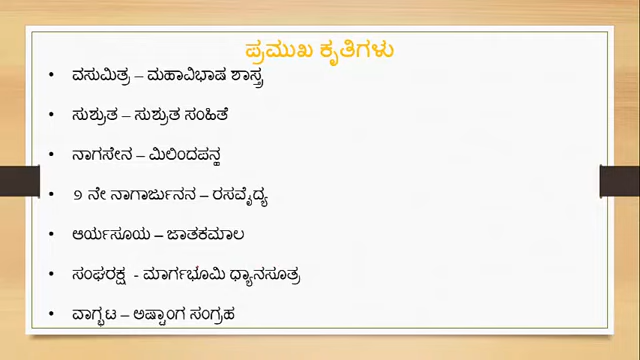 ಪ್ರಮುಖ ಕೃತಿಗಳು
• ವಸುಮಿತ್ರ – ಮಹಾವಿಭಾಷ ಶಾಸ್ತ್ರ
• ಸುಶ್ರುತ – ಸುಶ್ರುತ ಸಂಹಿತೆ
• ನಾಗಸೇನ – ಮಿಲಿಂದಪನ್ಹ
• ೨ ನೇ ನಾಗಾರ್ಜುನನ – ರಸವೈದ್ಯ
• ಆರ್ಯಸೂಯ – ಜಾತಕಮಾಲ
• ಸಂಘರಕ್ಷ - ಮಾರ್ಗಭೂಮಿ ಧ್ಯಾನಸೂತ್ರ
• ವಾಗ್ಭಟ – ಅಷ್ಟಾಂಗ ಸಂಗ್ರಹ